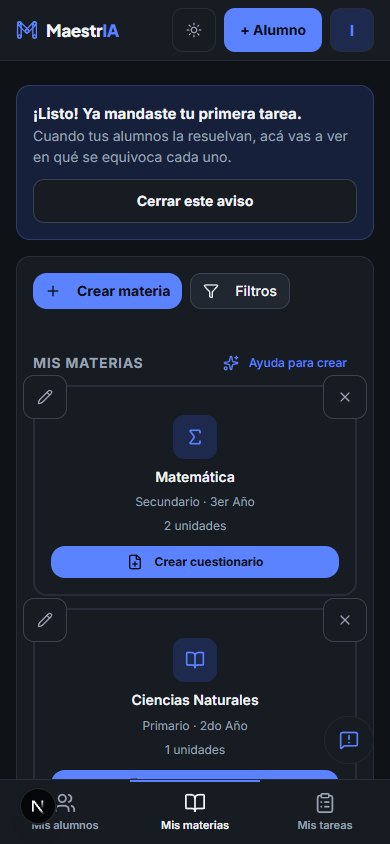 MaestrIA
+ Alumno
I
¡Listo! Ya mandaste tu primera tarea.
Cuando tus alumnos la resuelvan, acá vas a ver
en qué se equivoca cada uno.
Cerrar este aviso
Crear materia
Filtros
MIS MATERIAS
Ayuda para crear
Σ
Matemática
Secundario · 3er Año
2 unidades
Crear cuestionario
Ciencias Naturales
Primario · 2do Año
1 unidades
N
Mis alumnos
Mis materias
Mis tareas